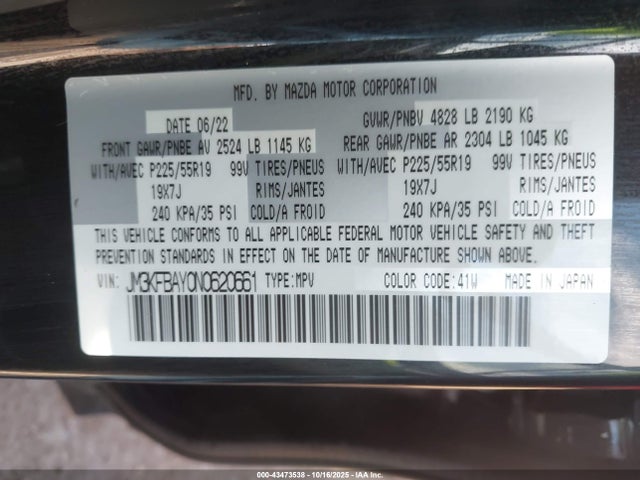 MFD. BY MAZDA MOTOR CORPORATION
DATE 06/22 GVWR/PNBV 4828 LB 2190 KG
FRONT GAWR/PNBE AV 2524 LB 1145 KG REAR GAWR/PNBE AR 2304 LB 1045 KG
WITH/AVEC P225/55R19 99V TIRES/PNEUS WITH/AVEC P225/55R19 99V TIRES/PNEUS
19X7J RIMS/JANTES 19X7J RIMS/JANTES
240 KPA/35 PSI COLD/A FROID 240 KPA/35 PSI COLD/A FROID
THIS VEHICLE CONFORMS TO ALL APPLICABLE FEDERAL MOTOR VEHICLE SAFETY AND THEFT
PREVENTION STANDARDS IN EFFECT ON THE DATE OF MANUFACTURE SHOWN ABOVE.
VIN: JM3KFBAY0N0620661 TYPE:MPV COLOR CODE:41W MADE IN JAPAN
000-43473538 - 10/16/2025 - IAAI.com